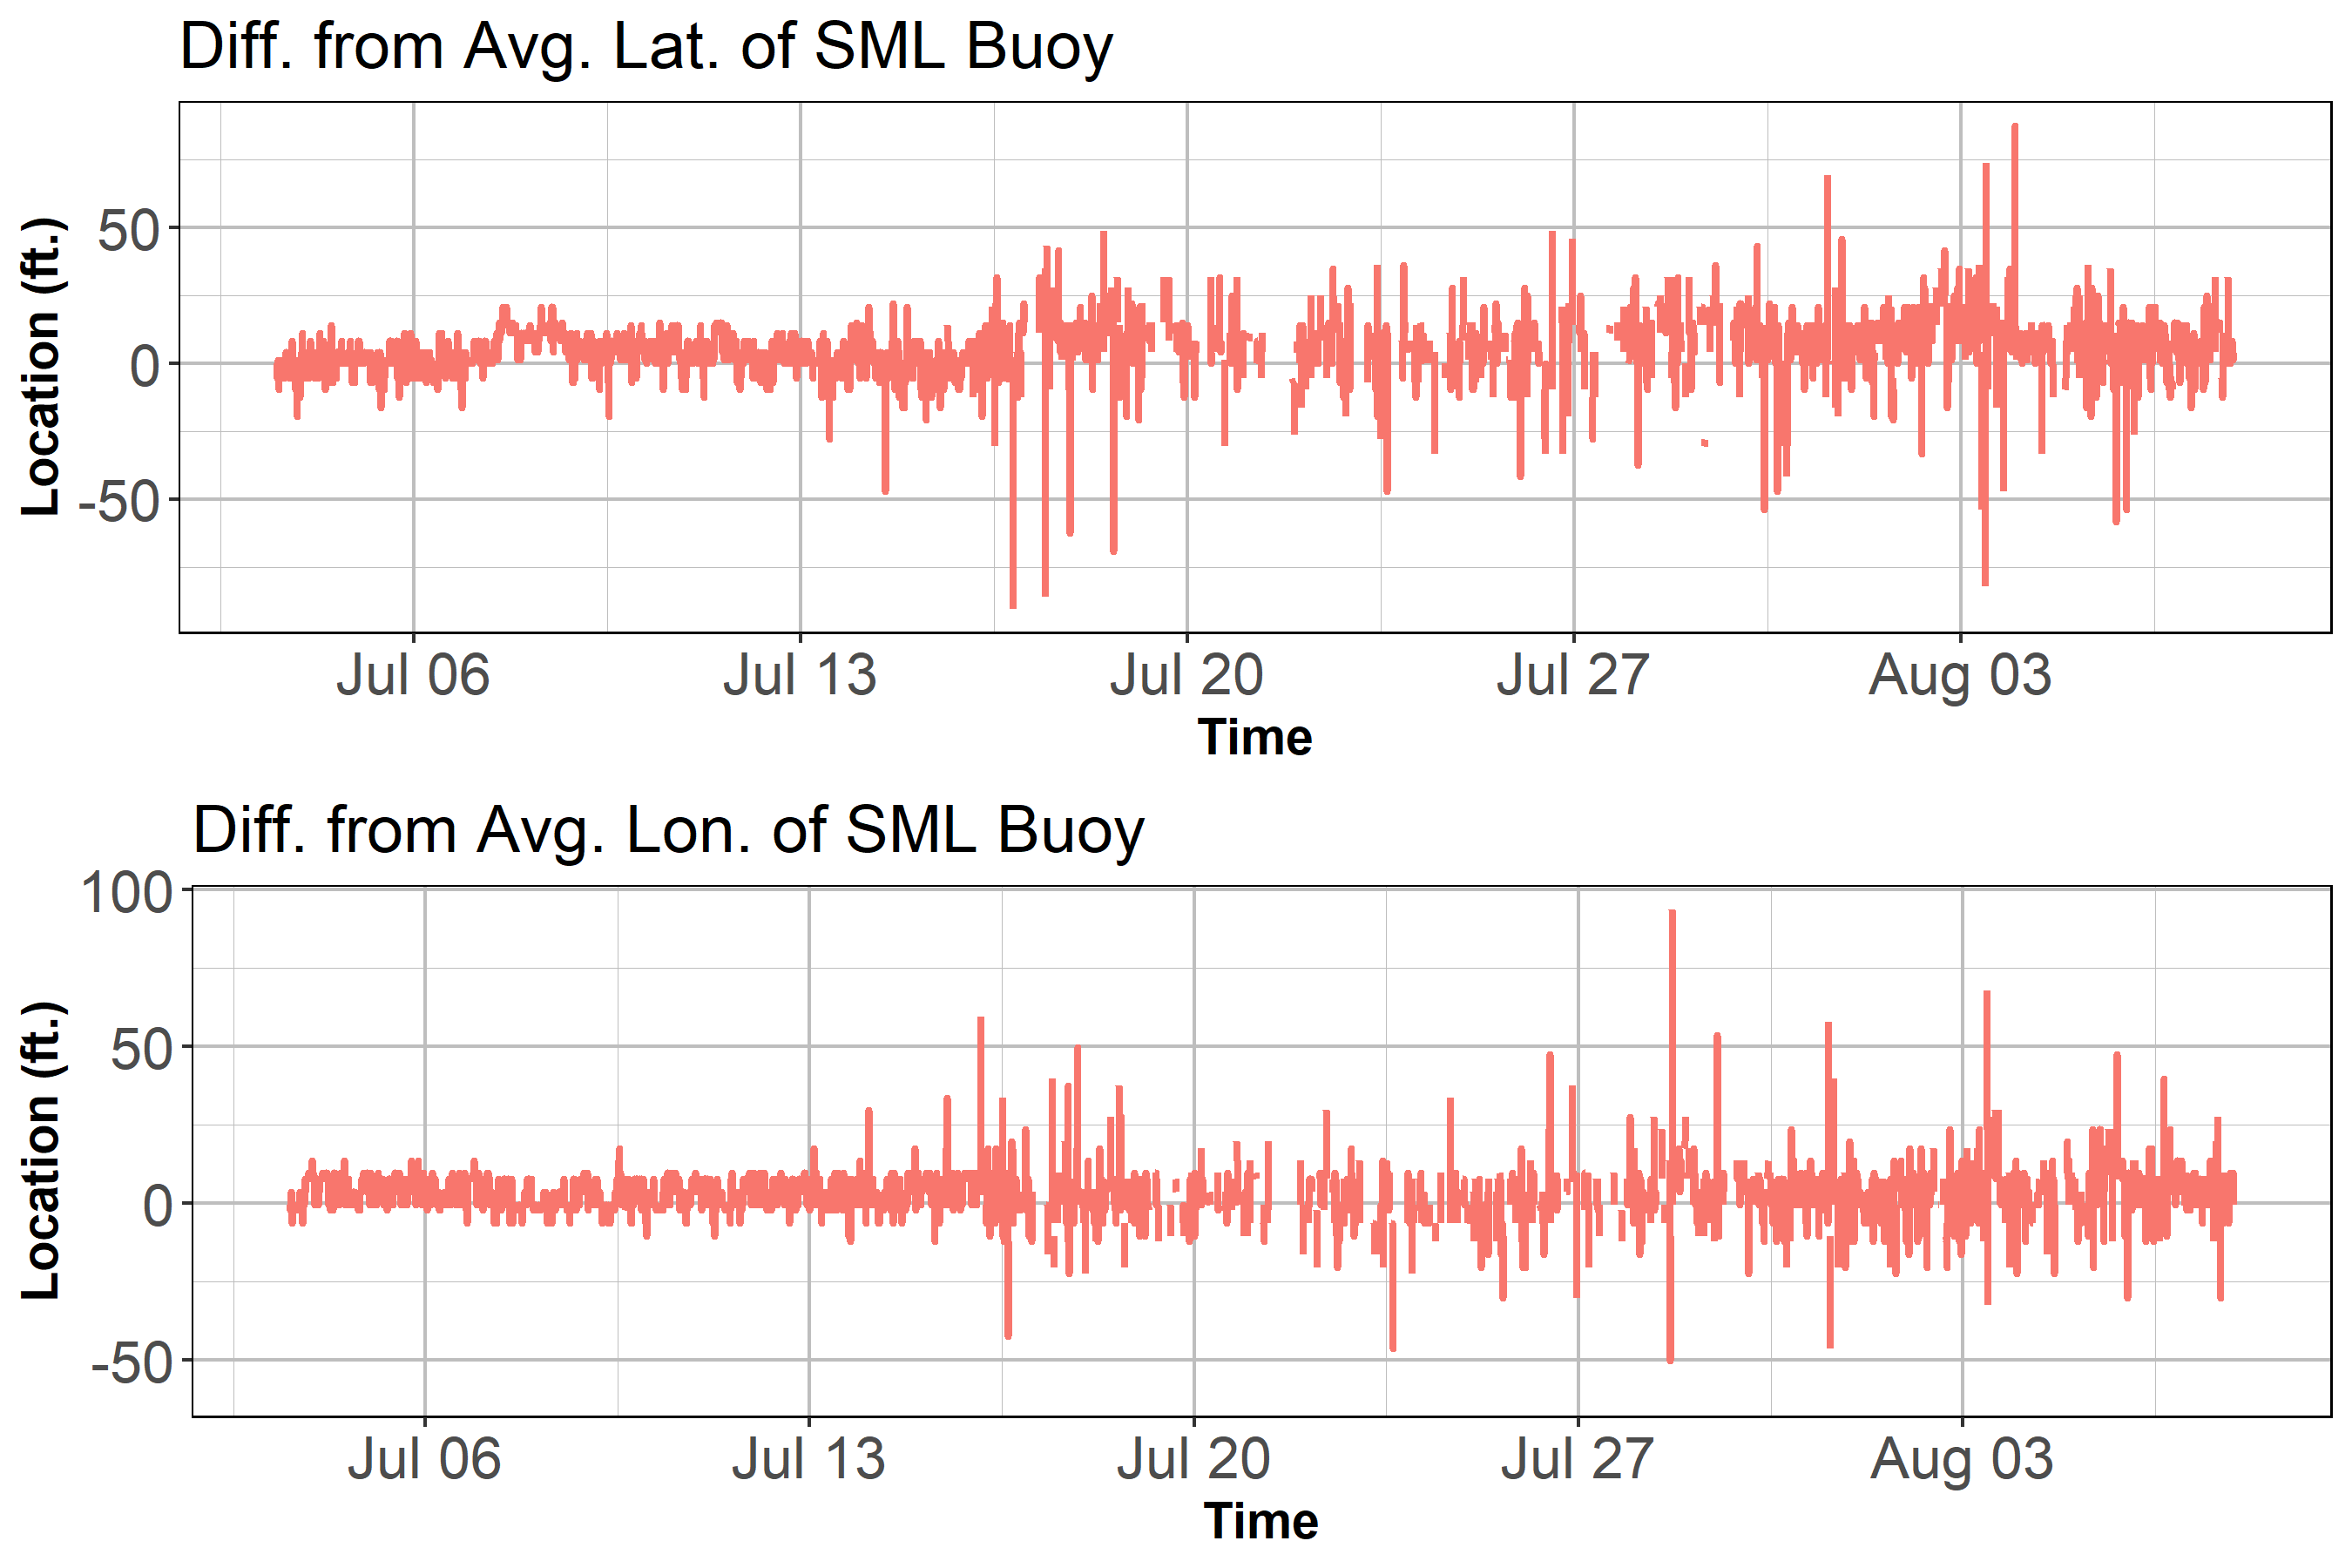 Diff. from Avg. Lat. of SML Buoy
Location (ft.)
50
0
-50
Jul 06 Jul 13 Jul 20 Jul 27 Aug 03
Time
Diff. from Avg. Lon. of SML Buoy
Location (ft.)
100
50
0
-50
Jul 06 Jul 13 Jul 20 Jul 27 Aug 03
Time